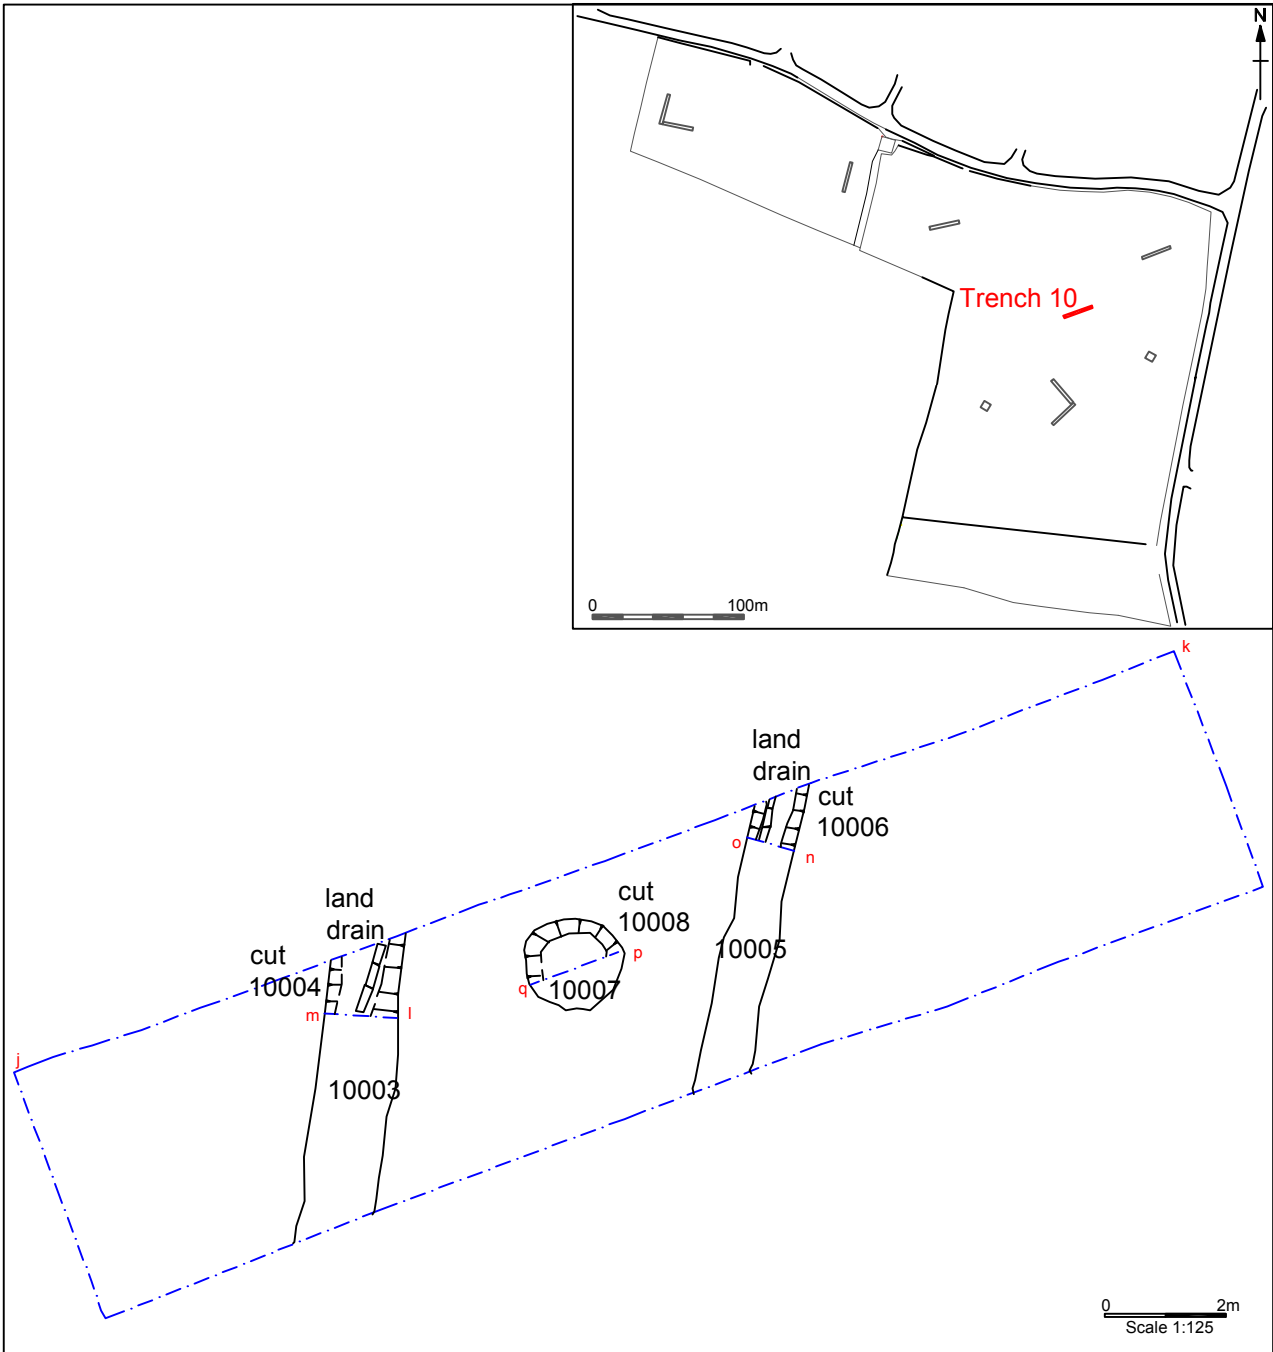 N
Trench 10
0 100m
k
land
drain
cut
10006
o
n
land
drain
cut
10008
cut
10004
p
10005
q
10007
m
l
j
10003
0 2m
Scale 1:125